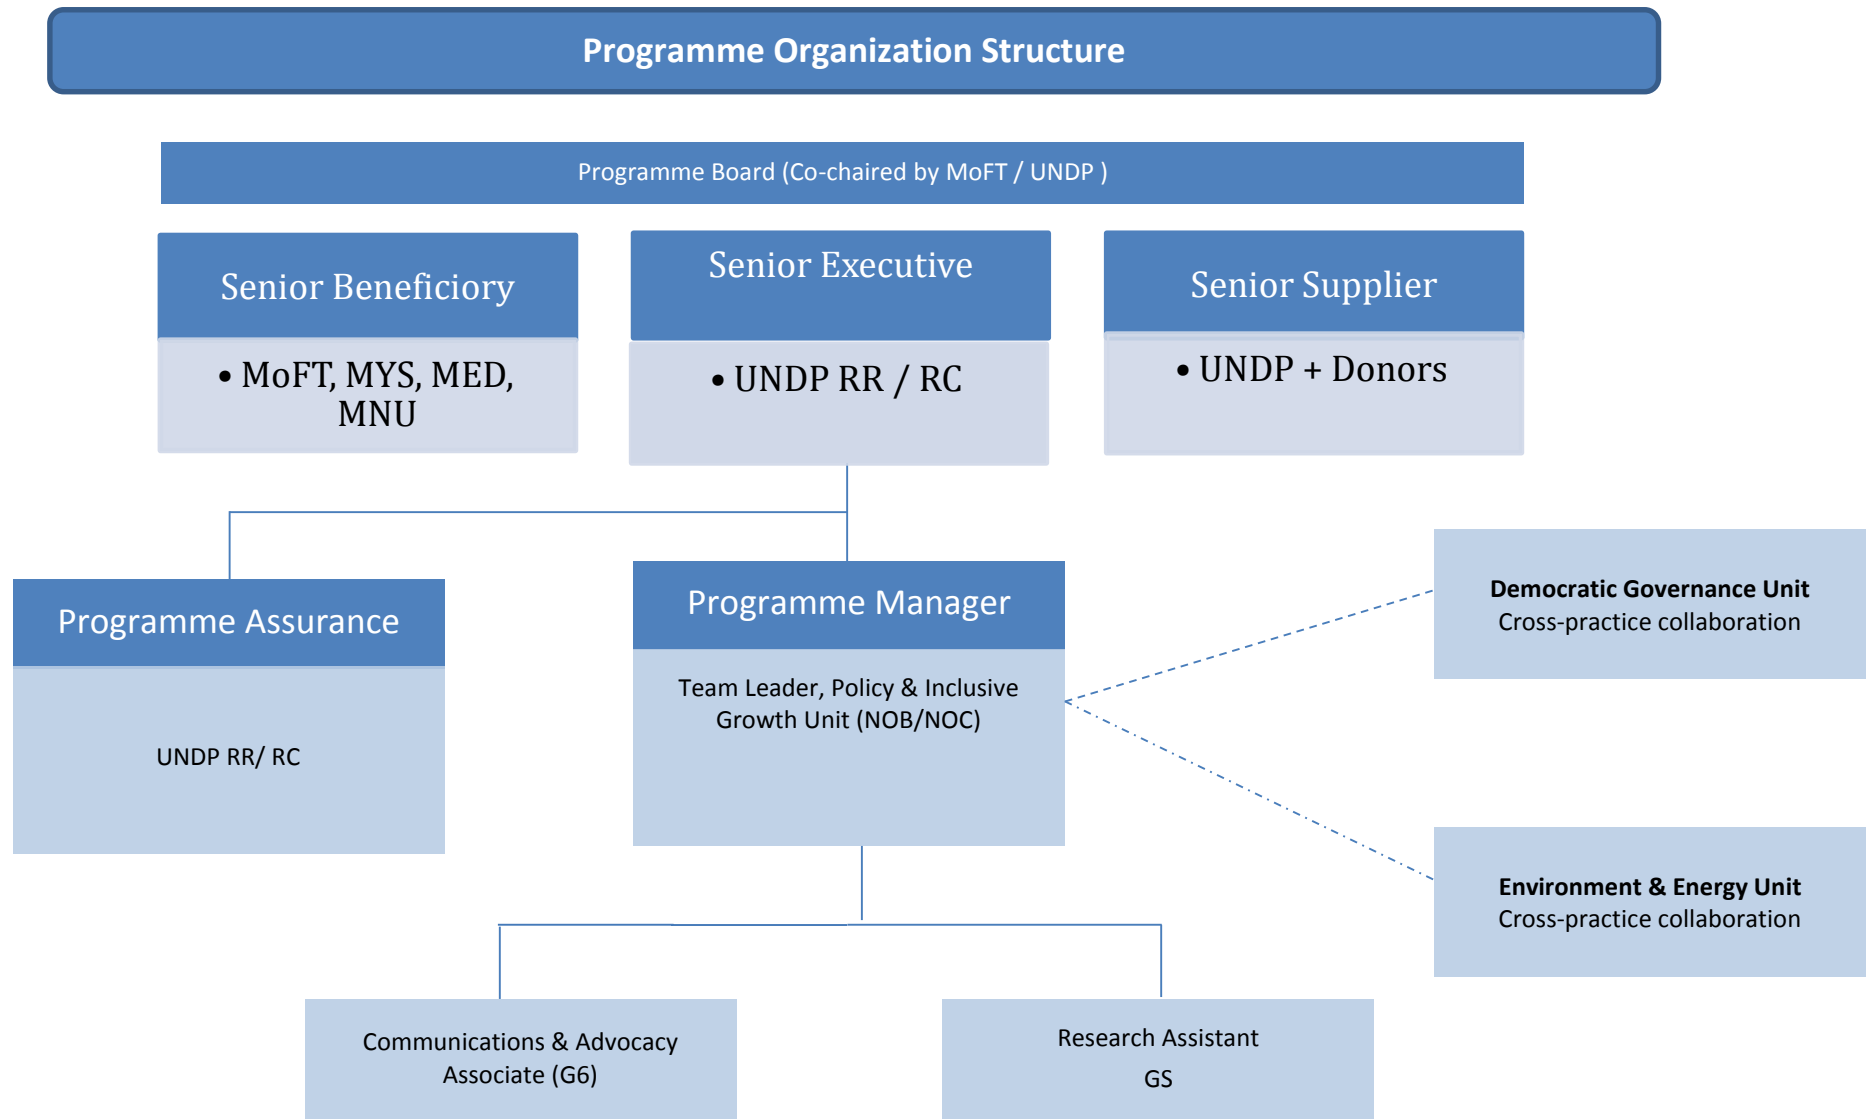 Programme Organization Structure
Programme Board (Co-chaired by MoFT / UNDP )
Senior Beneficiory
• MoFT, MYS, MED,
MNU
Senior Executive
• UNDP RR / RC
Senior Supplier
• UNDP + Donors
Programme Assurance
UNDP RR/ RC
Programme Manager
Team Leader, Policy & Inclusive
Growth Unit (NOB/NOC)
Democratic Governance Unit
Cross-practice collaboration
Environment & Energy Unit
Cross-practice collaboration
Communications & Advocacy
Associate (G6)
Research Assistant
GS